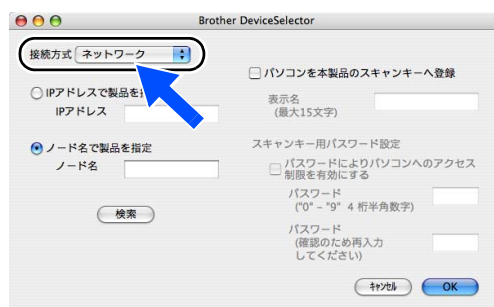 Brother DeviceSelector
接続方式 ネットワーク
IPアドレスで製品を
IPアドレス
ノード名で製品を指定
ノード名
検索
パソコンを本製品のスキャンキーへ登録
表示名
(最大15文字)
スキャンキー用パスワード設定
パスワードによりパソコンへのアクセス
制限を有効にする
パスワード
("0" – "9" 4 桁半角数字)
パスワード
(確認のため再入力
してください)
キャンセル
OK